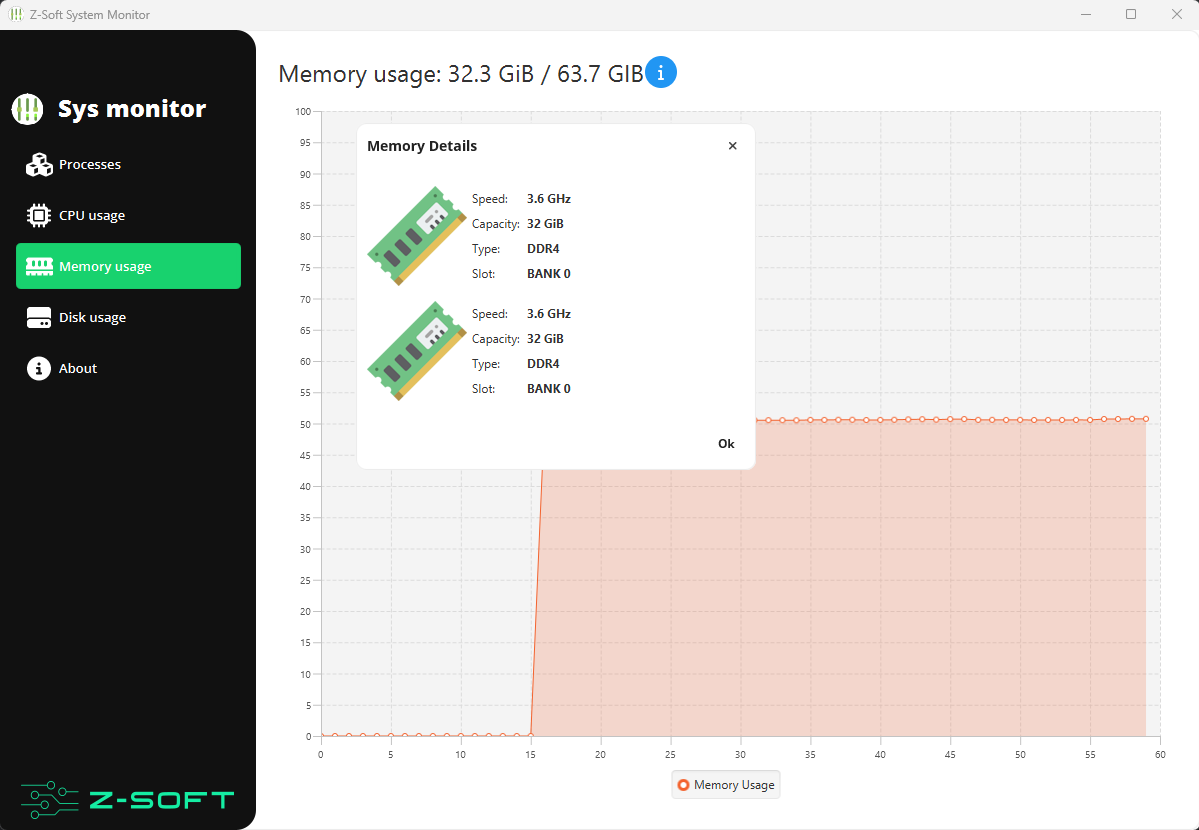 Z-Soft System Monitor
Sys monitor
Processes
CPU usage
Memory usage
Disk usage
About
Z-SOFT
Memory usage: 32.3 GiB / 63.7 GIB
i
100
95
90
85
80
75
70
65
60
55
50
45
40
35
30
25
20
15
10
5
0
Memory Details
Speed: 3.6 GHz
Capacity: 32 GiB
Type: DDR4
Slot: BANK 0
Speed: 3.6 GHz
Capacity: 32 GiB
Type: DDR4
Slot: BANK 0
Ok
0 5 10 15 20 25 30 35 40 45 50 55 60
Memory Usage